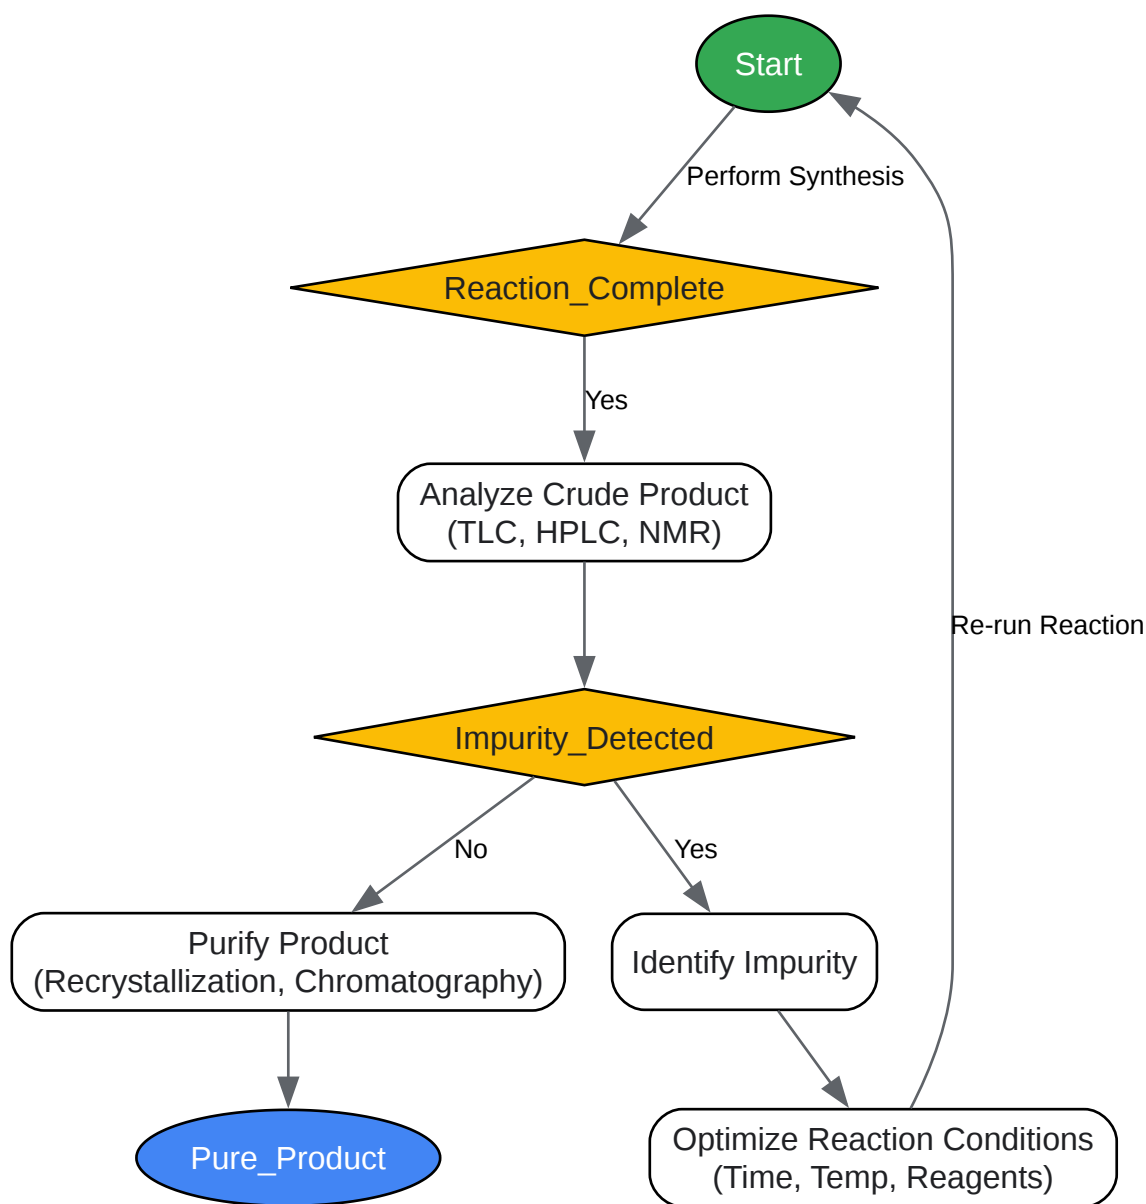 Start
Perform Synthesis
Reaction_Complete
Yes
Analyze Crude Product
(TLC, HPLC, NMR)
Re-run Reaction
Impurity_Detected
No
Yes
Purify Product
(Recrystallization, Chromatography)
Identify Impurity
Pure_Product
Optimize Reaction Conditions
(Time, Temp, Reagents)